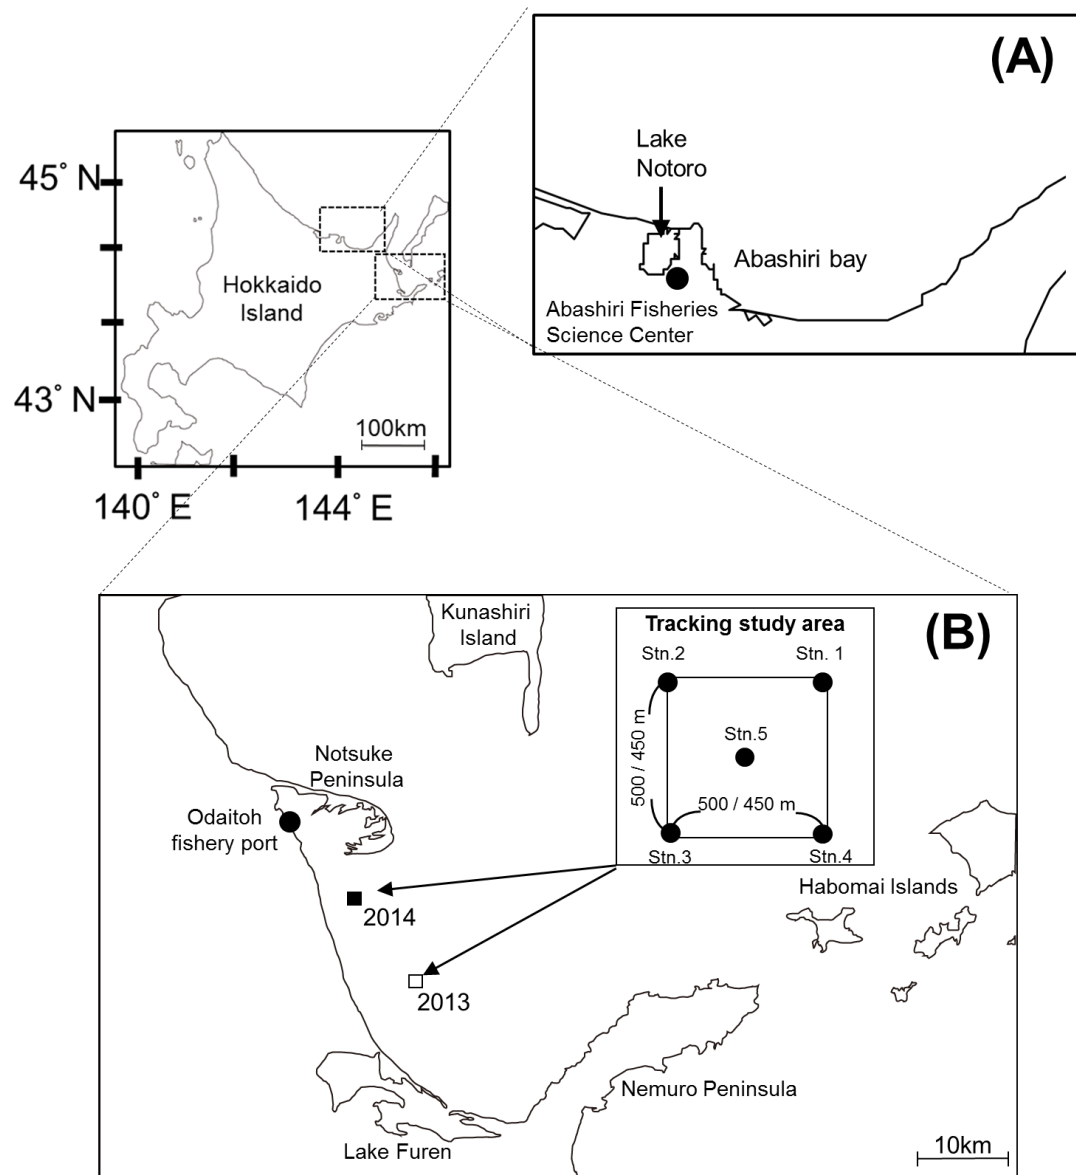 (A)
Lake
Notoro
Abashiri bay
Abashiri Fisheries
Science Center
45° N
43° N
Hokkaido
Island
100km
140° E
144° E
(B)
Kunashiri
Island
Tracking study area
Stn.2
Stn. 1
Stn.5
500 / 450 m
500 / 450 m
Stn.3
Stn.4
Notsuke
Peninsula
Odaitoh
fishery port
Habomai Islands
2014
2013
Nemuro Peninsula
Lake Furen
10km